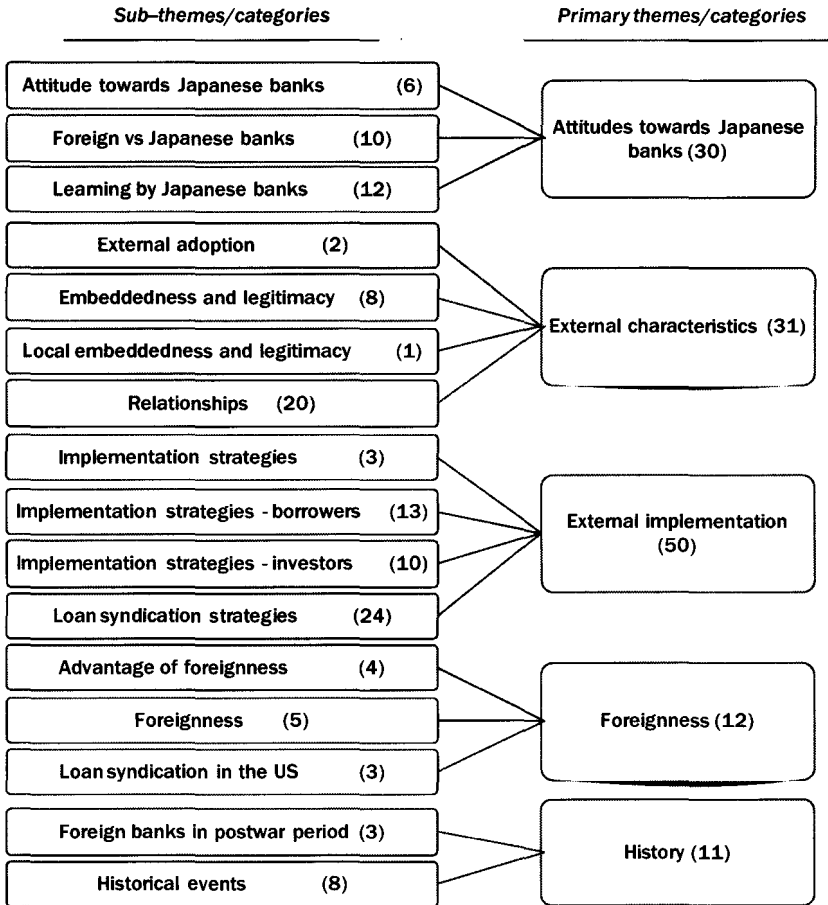 Sub–themes/categories
Primary themes/categories
Attitude towards Japanese banks (6)
Foreign vs Japanese banks (10)
Learning by Japanese banks (12)
Attitudes towards Japanese
banks (30)
External adoption (2)
Embeddedness and legitimacy (8)
Local embeddedness and legitimacy (1)
Relationships (20)
External characteristics (31)
Implementation strategies (3)
Implementation strategies - borrowers (13)
Implementation strategies - investors (10)
Loan syndication strategies (24)
External implementation
(50)
Advantage of foreignness (4)
Foreignness (5)
Loan syndication in the US (3)
Foreignness (12)
Foreign banks in postwar period (3)
Historical events (8)
History (11)